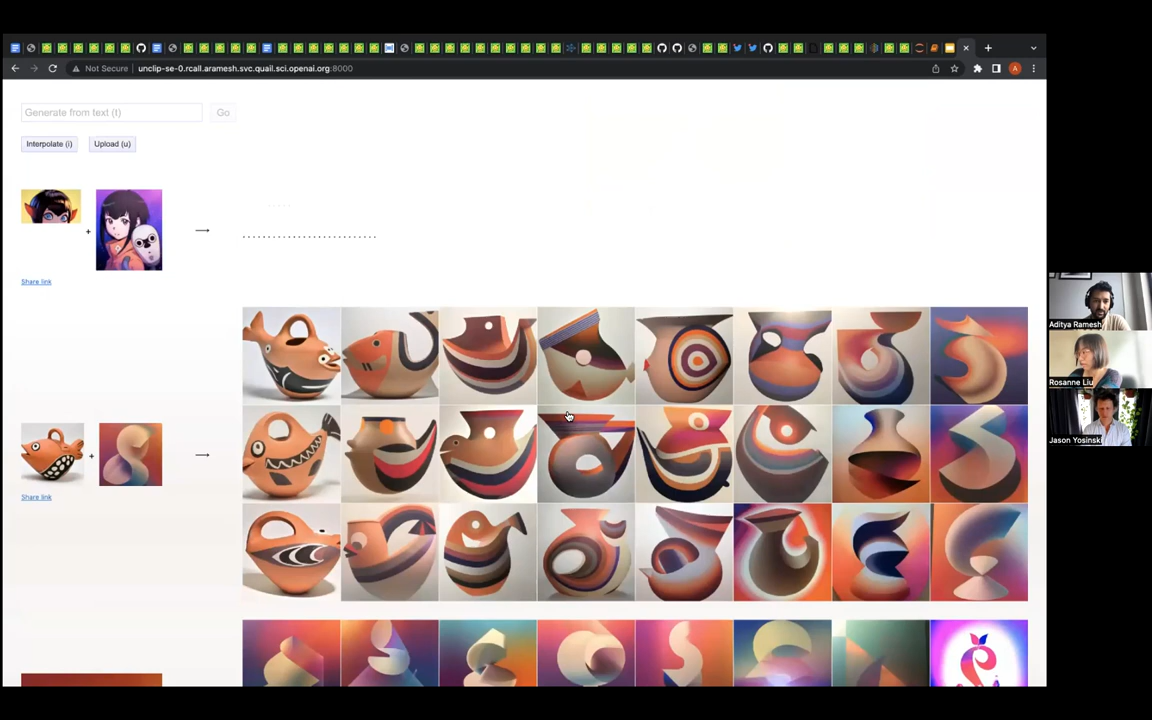 Not Secure
unclip-se-0.rcall.aramesh.svc.quail.sci.openai.org:8000
A
Generate from text (t)
Go
Interpolate (i)
Upload (u)
+
Share link
+
Share link
Aditya Ramesh
Rosanne Liu
Jason Yosinski